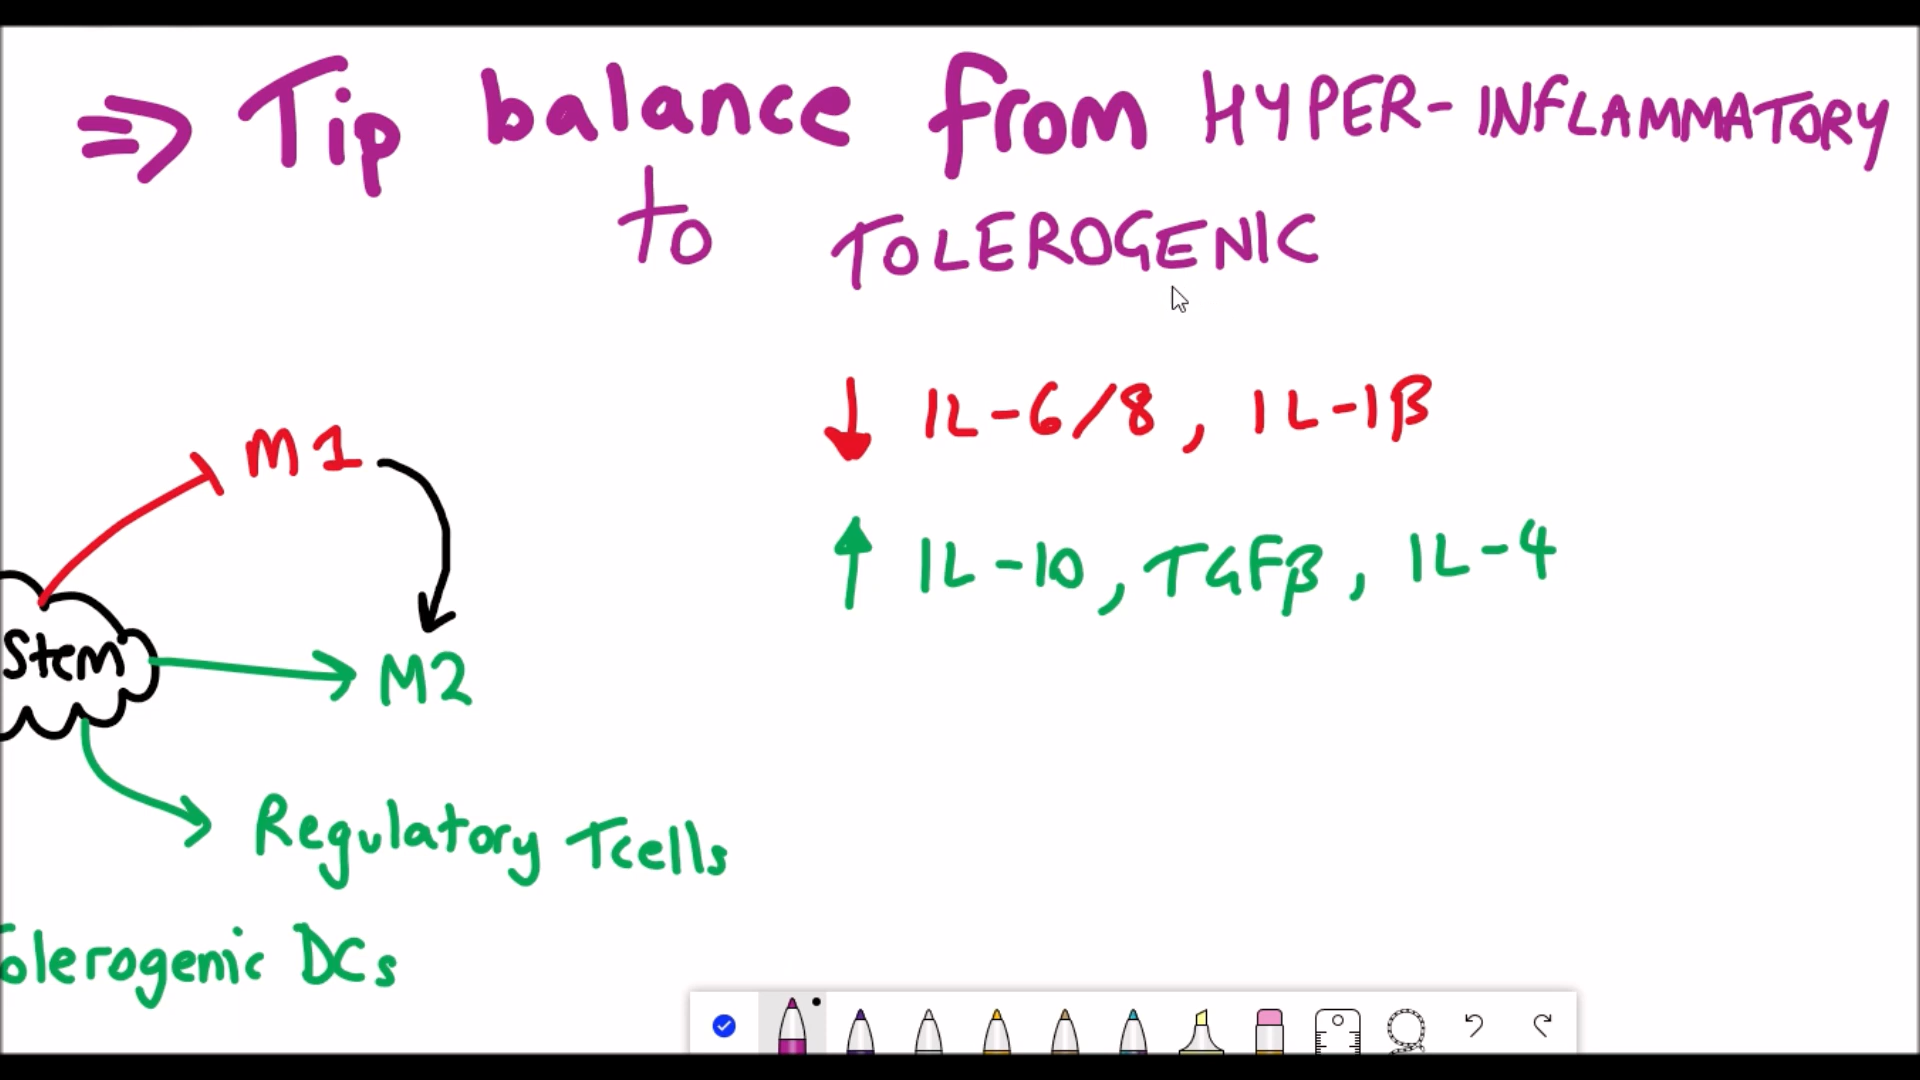 ⇒ Tip balance from HYPER-INFLAMMATORY
to TOLEROGENIC
↓ IL-6/8, IL-1β
M1
↑ IL-10, TGFβ, IL-4
Stem
M2
Regulatory Tcells
olerogenic DCs